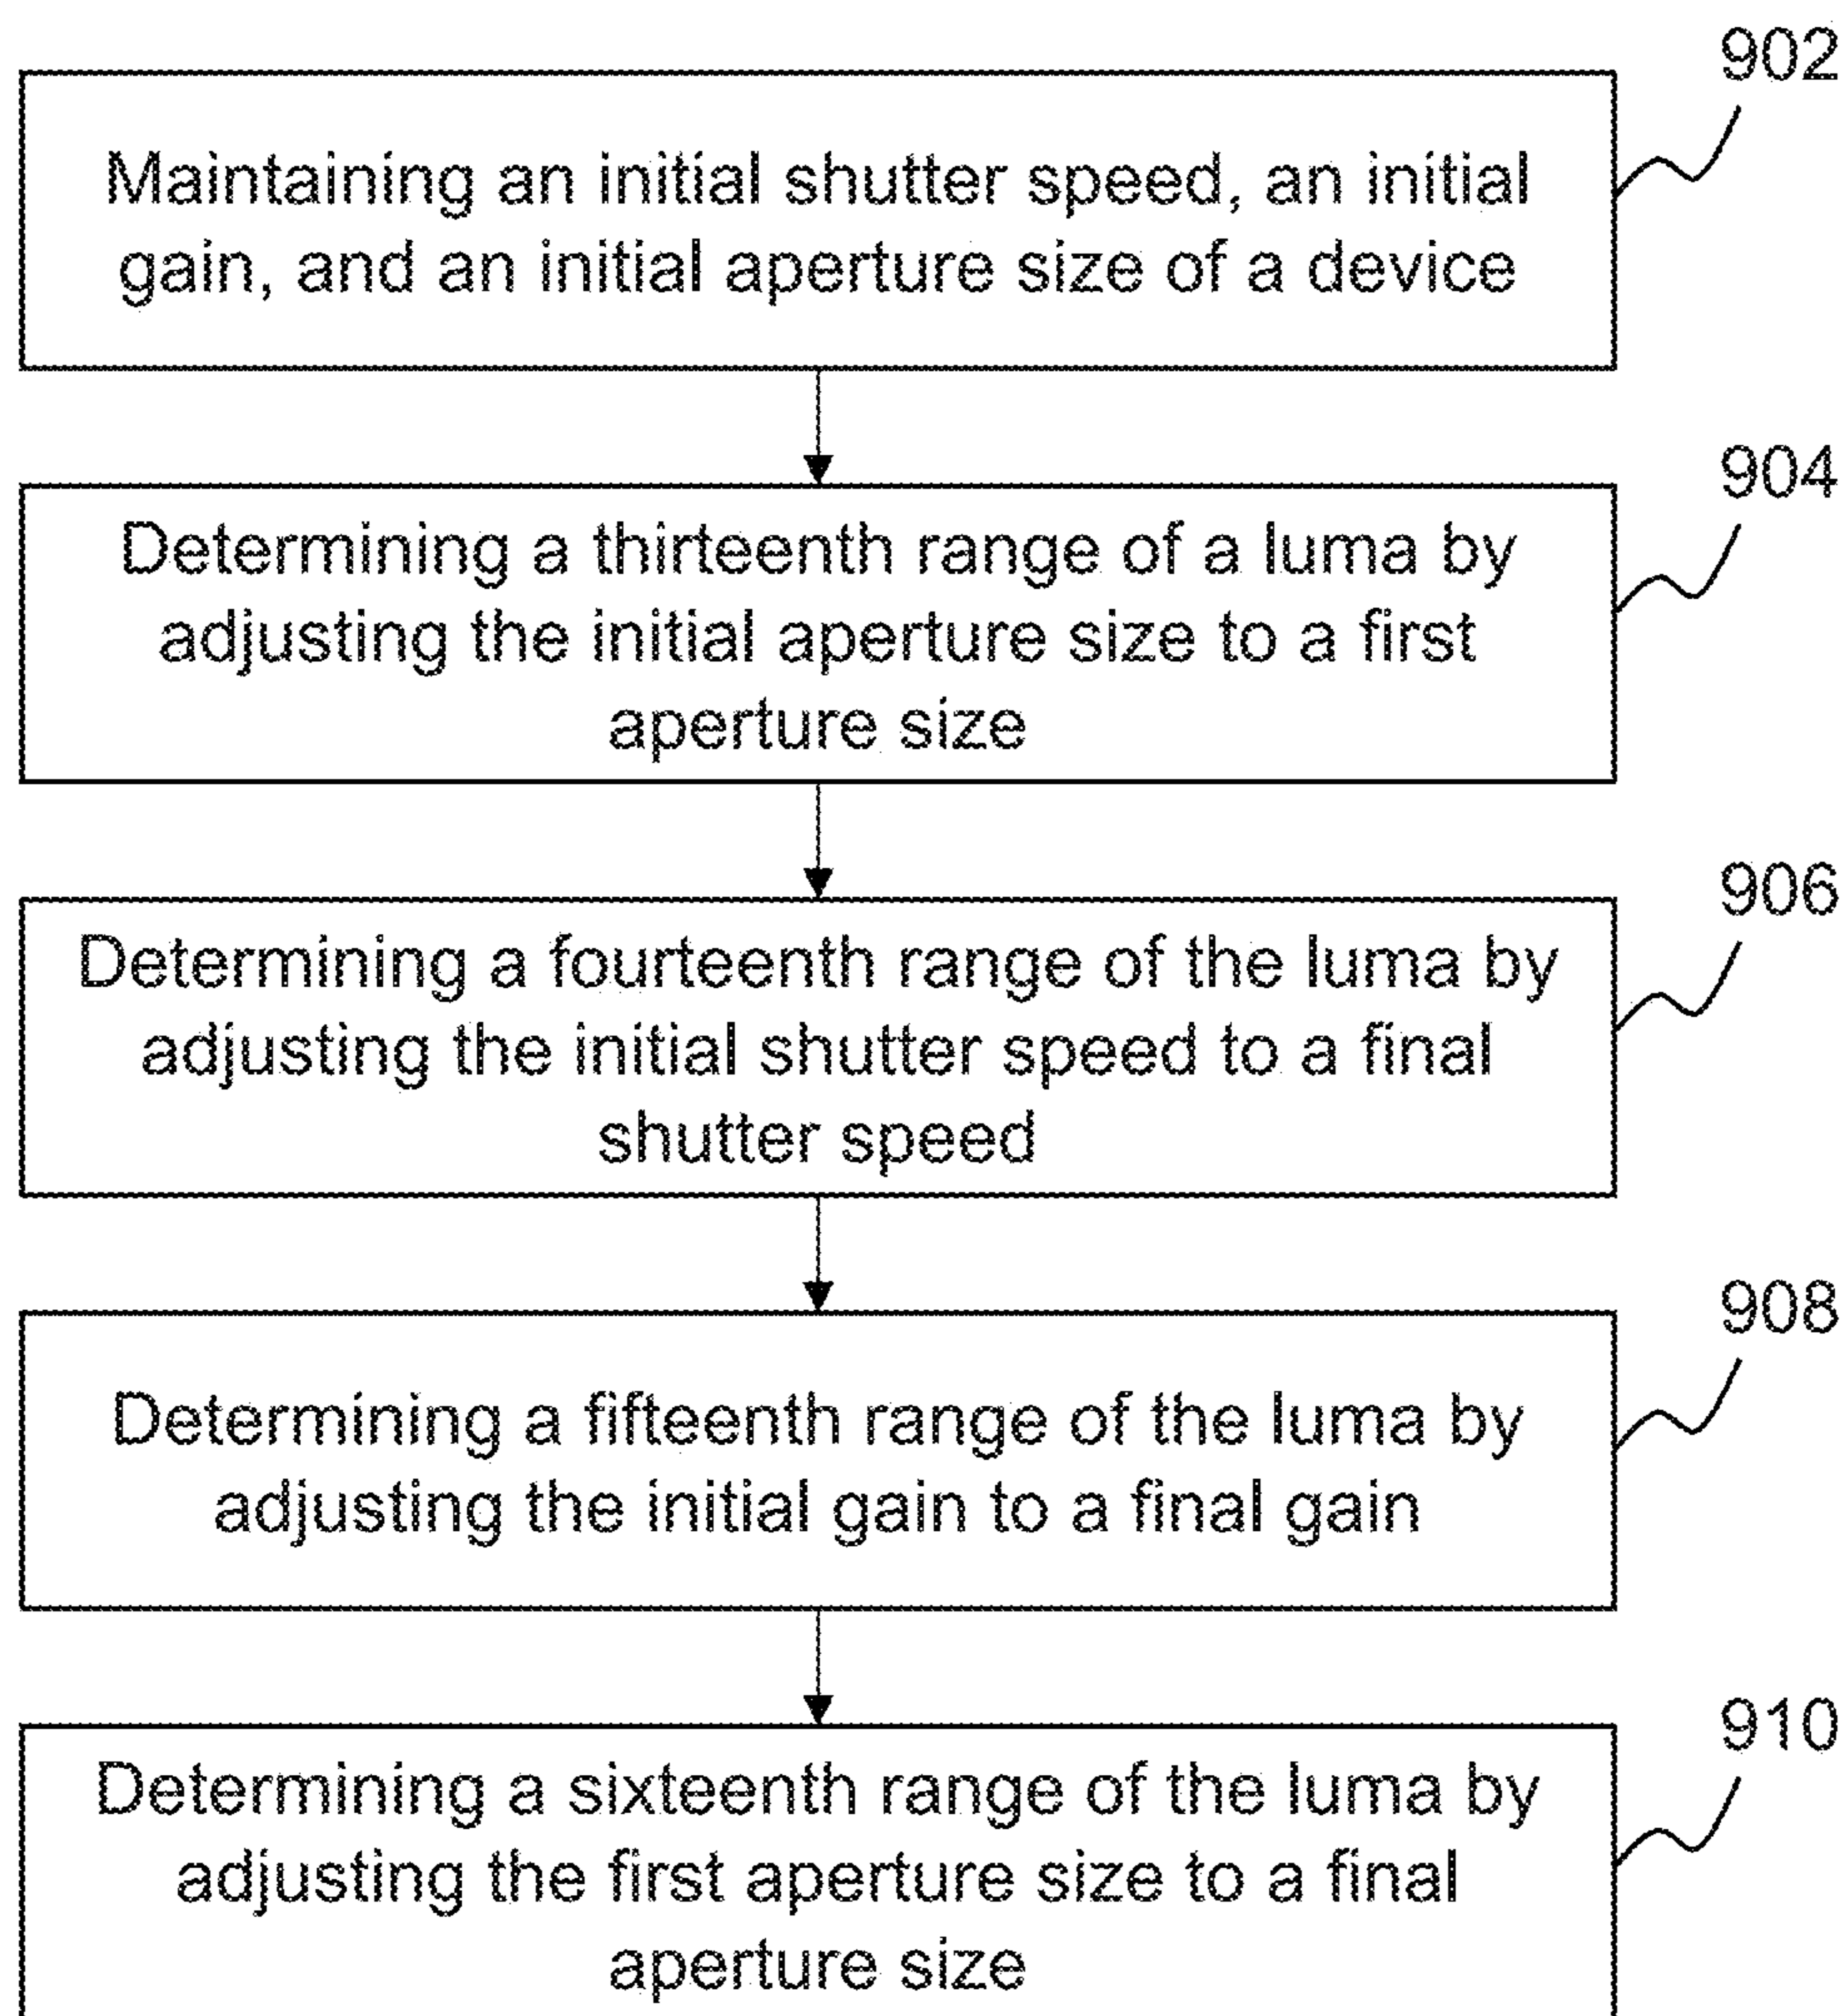 902
Maintaining an initial shutter speed, an initial
gain, and an initial aperture size of a device
904
Determining a thirteenth range of a luma by
adjusting the initial aperture size to a first
aperture size
906
Determining a fourteenth range of the luma by
adjusting the initial shutter speed to a final
shutter speed
908
Determining a fifteenth range of the luma by
adjusting the initial gain to a final gain
910
Determining a sixteenth range of the luma by
adjusting the first aperture size to a final
aperture size